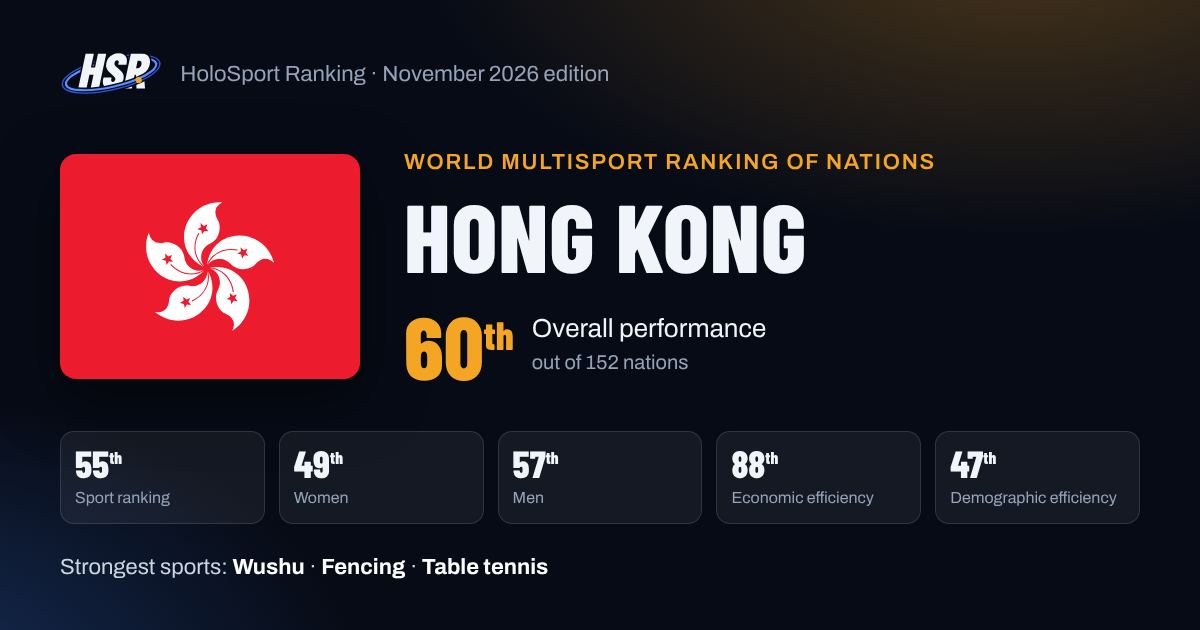 HSR HoloSport Ranking · November 2026 edition
WORLD MULTISPORT RANKING OF NATIONS
HONG KONG
60th Overall performance
out of 152 nations
55th
Sport ranking
49th
Women
57th
Men
88th
Economic efficiency
47th
Demographic efficiency
Strongest sports: Wushu · Fencing · Table tennis